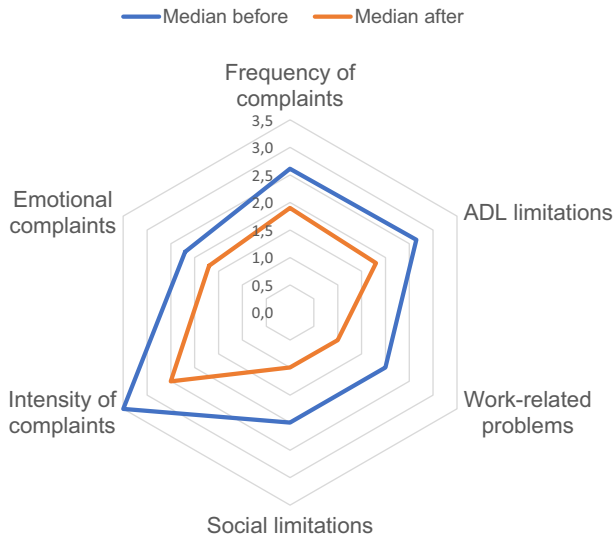 Median before Median after
Frequency of
complaints
3,5
3,0
2,5
2,0
1,5
1,0
0,5
0,0
Emotional
complaints
ADL limitations
Intensity of
complaints
Work-related
problems
Social limitations